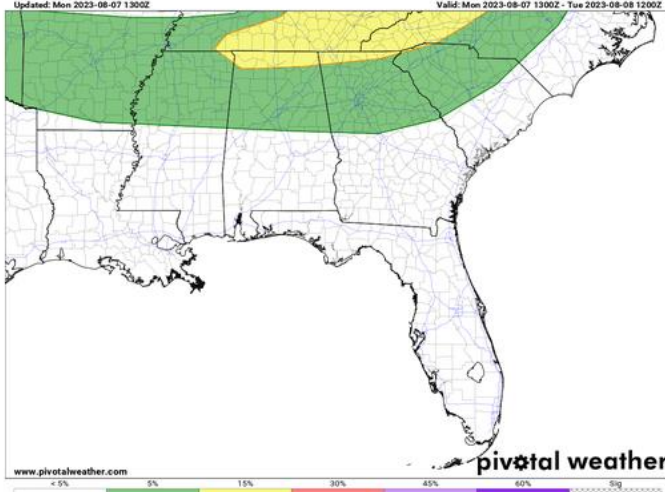 Updated: Mon 2023-08-07 1300Z Valid: Mon 2023-08-07 1300Z - Tue 2023-08-08 1200Z
www.pivotalweather.com
pivotal weather
< 5% 5% 15% 30% 45% 60% Sig